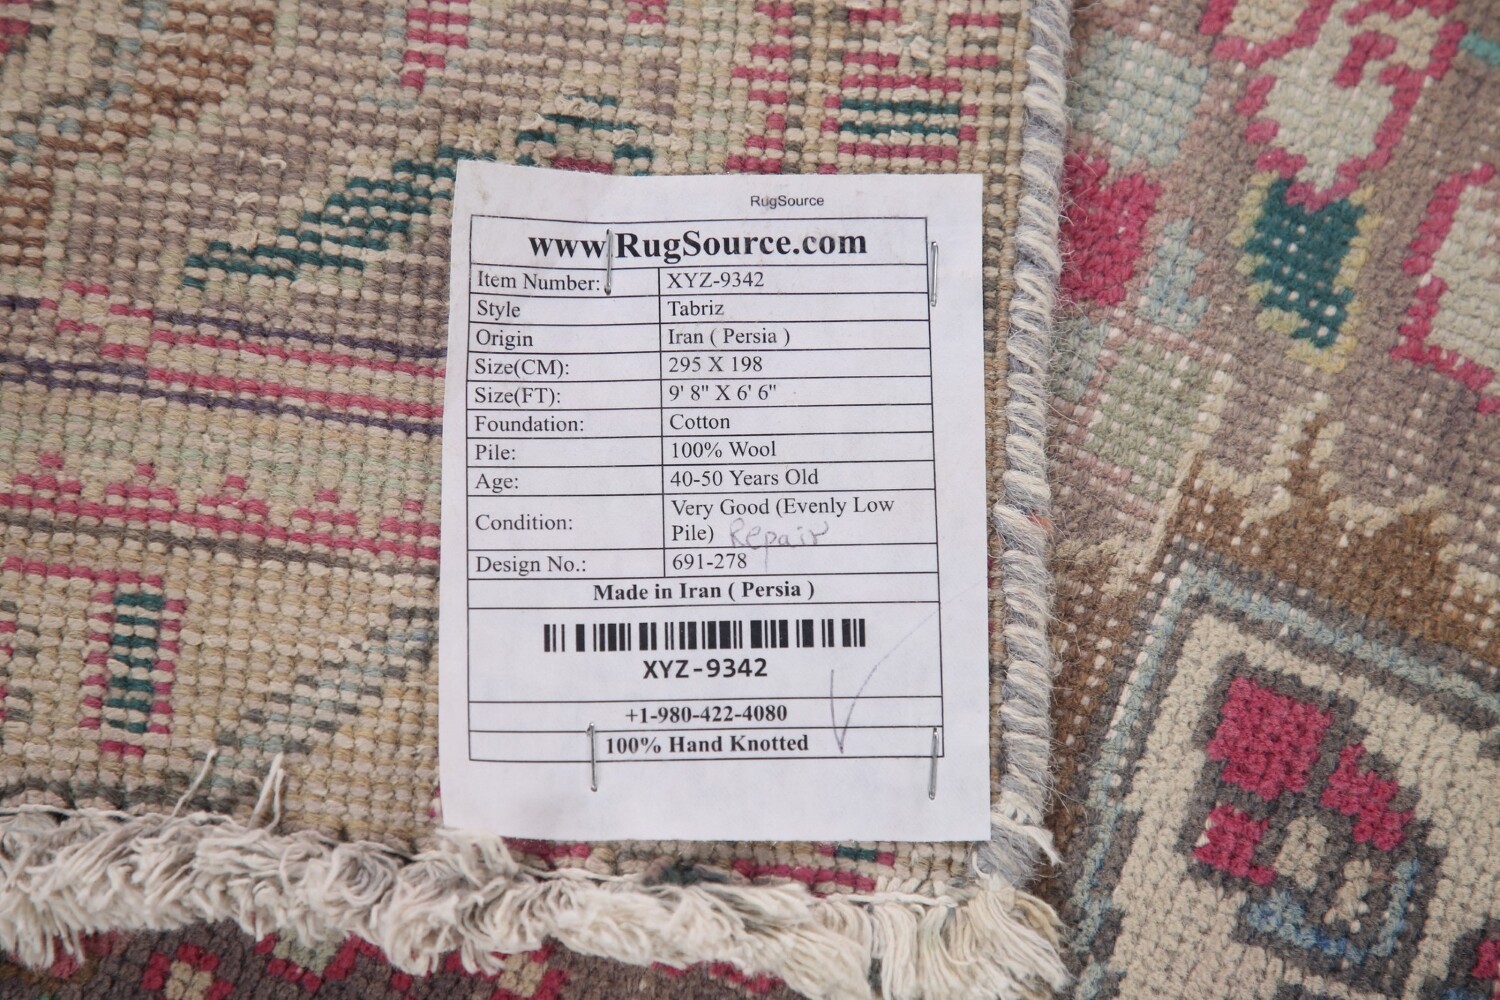 RugSource
www.RugSource.com
Item Number: XYZ-9342
Style Tabriz
Origin Iran ( Persia )
Size(CM): 295 X 198
Size(FT): 9' 8" X 6' 6"
Foundation: Cotton
Pile: 100% Wool
Age: 40-50 Years Old
Condition: Very Good (Evenly Low
Pile) Repair
Design No.: 691-278
Made in Iran ( Persia )
XYZ-9342
+1-980-422-4080
100% Hand Knotted